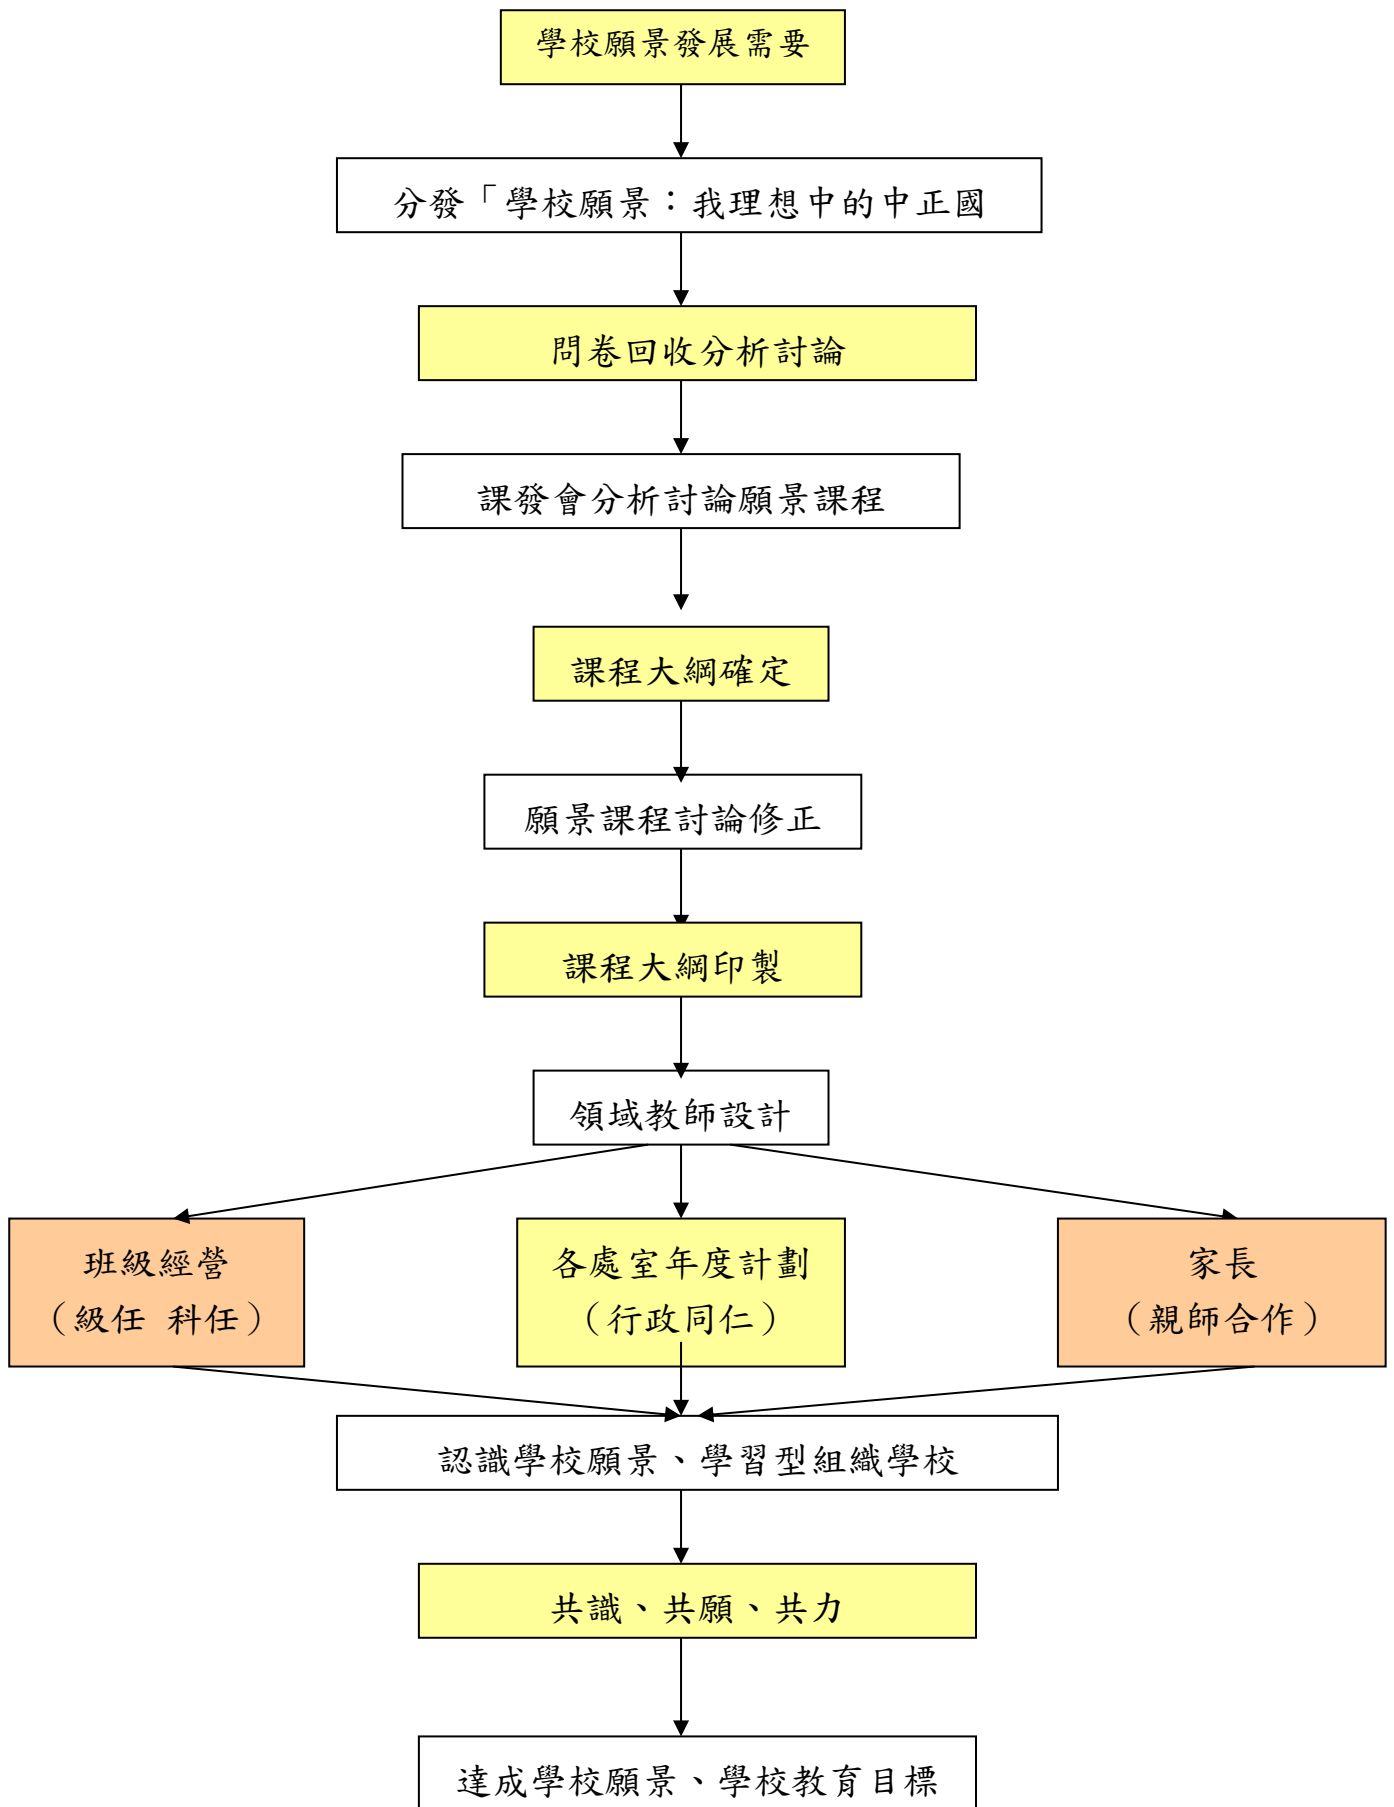 學校願景發展需要
分發「學校願景：我理想中的中正國
問卷回收分析討論
課發會分析討論願景課程
課程大綱確定
願景課程討論修正
課程大綱印製
領域教師設計
班級經營
（級任 科任）
各處室年度計劃
（行政同仁）
家長
（親師合作）
認識學校願景、學習型組織學校
共識、共願、共力
達成學校願景、學校教育目標